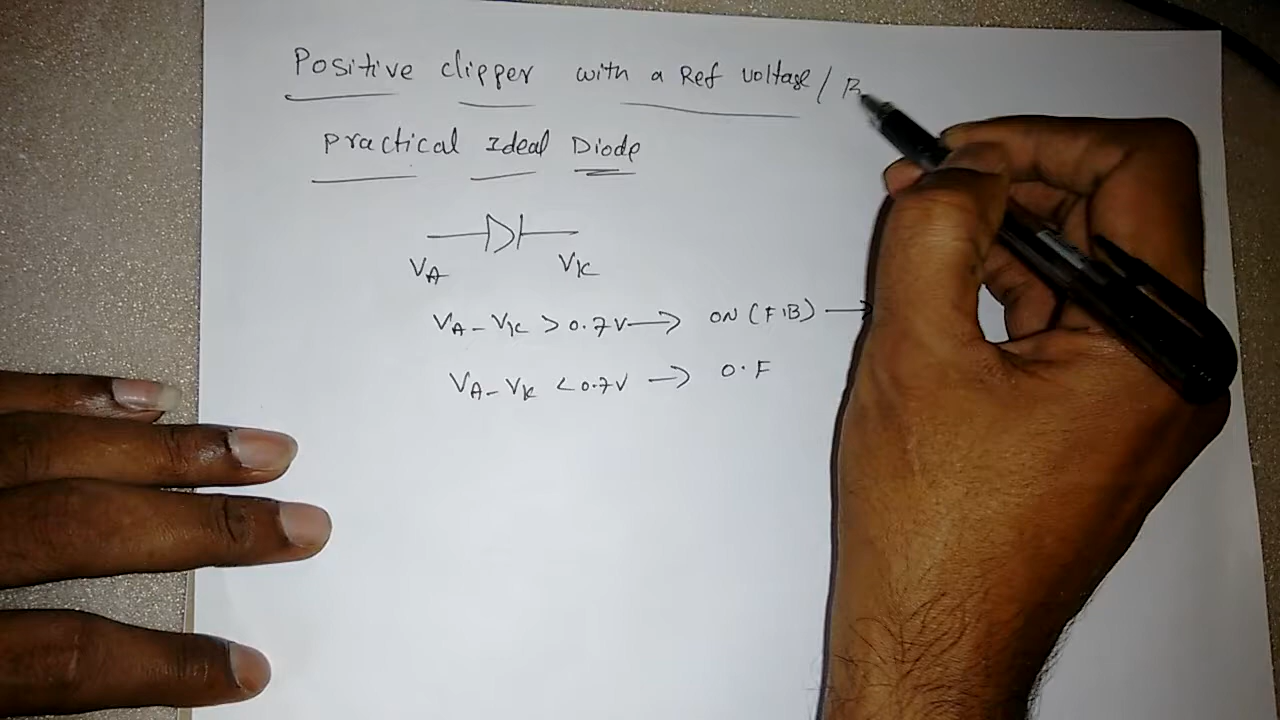 Positive clipper with a Ref voltage / B
Practical Ideal Diode
VA VK
VA - VK > 0.7V → ON (F.B) →
VA - VK < 0.7V → O.F